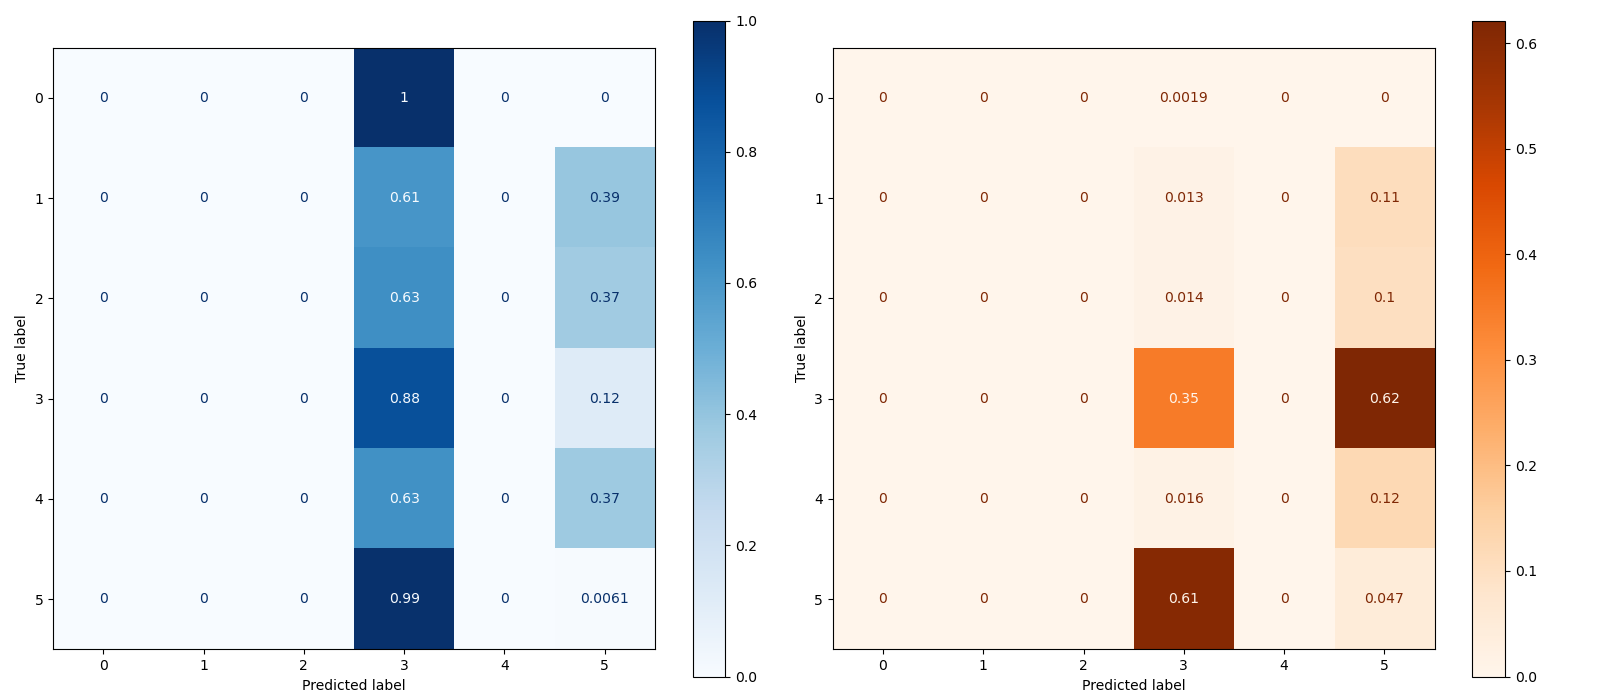 0 0 0 0 1 0 0
1 0 0 0 0.61 0 0.39
2 0 0 0 0.63 0 0.37
3 0 0 0 0.88 0 0.12
4 0 0 0 0.63 0 0.37
5 0 0 0 0.99 0 0.0061
0 1 2 3 4 5
True label
Predicted label
1.0
0.8
0.6
0.4
0.2
0.0
0 0 0 0 0.0019 0 0
1 0 0 0 0.013 0 0.11
2 0 0 0 0.014 0 0.1
3 0 0 0 0.35 0 0.62
4 0 0 0 0.016 0 0.12
5 0 0 0 0.61 0 0.047
0 1 2 3 4 5
True label
Predicted label
0.6
0.5
0.4
0.3
0.2
0.1
0.0